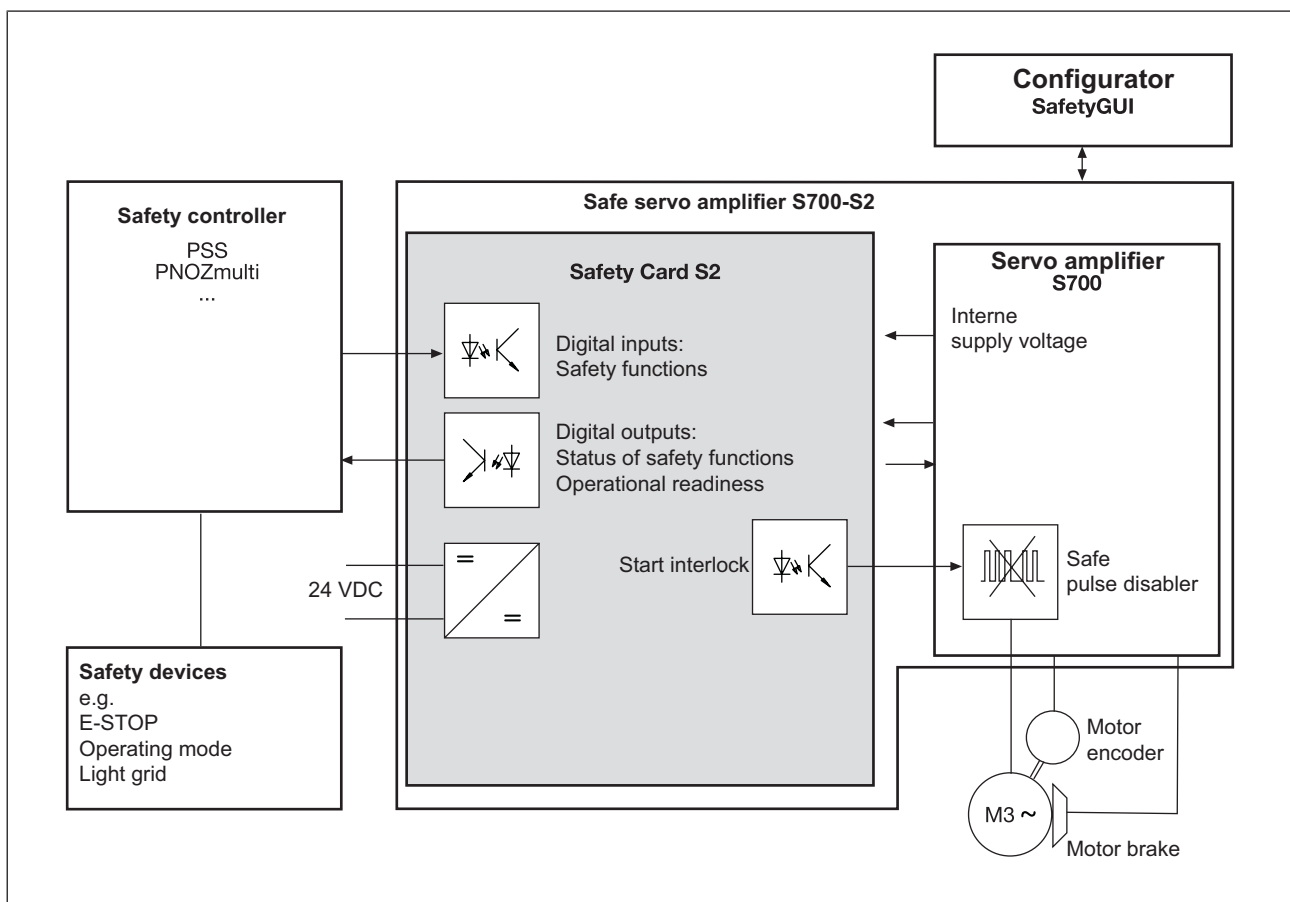 Configurator
SafetyGUI
Safety controller
PSS
PNOZmulti
...
Safe servo amplifier S700-S2
Safety Card S2
Digital inputs:
Safety functions
Digital outputs:
Status of safety functions
Operational readiness
Start interlock
24 VDC
=
=
Servo amplifier
S700
Interne
supply voltage
Safe
pulse disabler
Safety devices
e.g.
E-STOP
Operating mode
Light grid
Motor
encoder
M3 ~
Motor brake